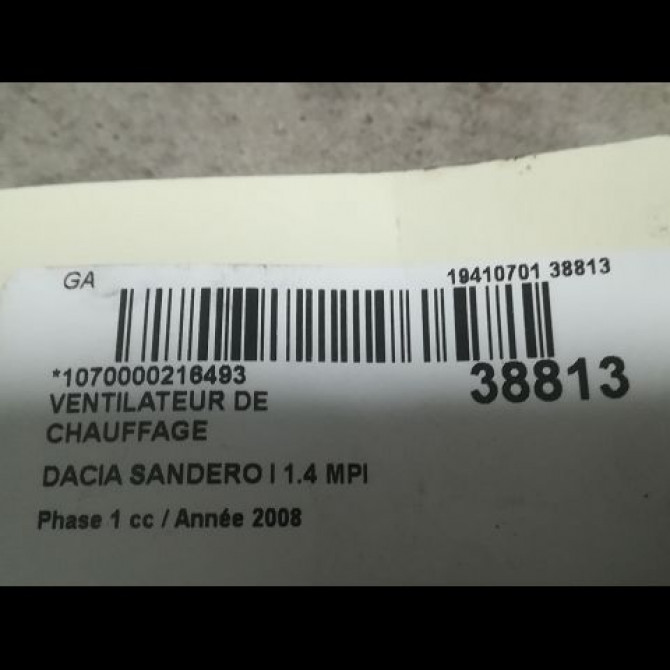 GA
19410701 38813
*1070000216493
38813
VENTILATEUR DE
CHAUFFAGE
DACIA SANDERO I 1.4 MPI
Phase 1 cc / Année 2008